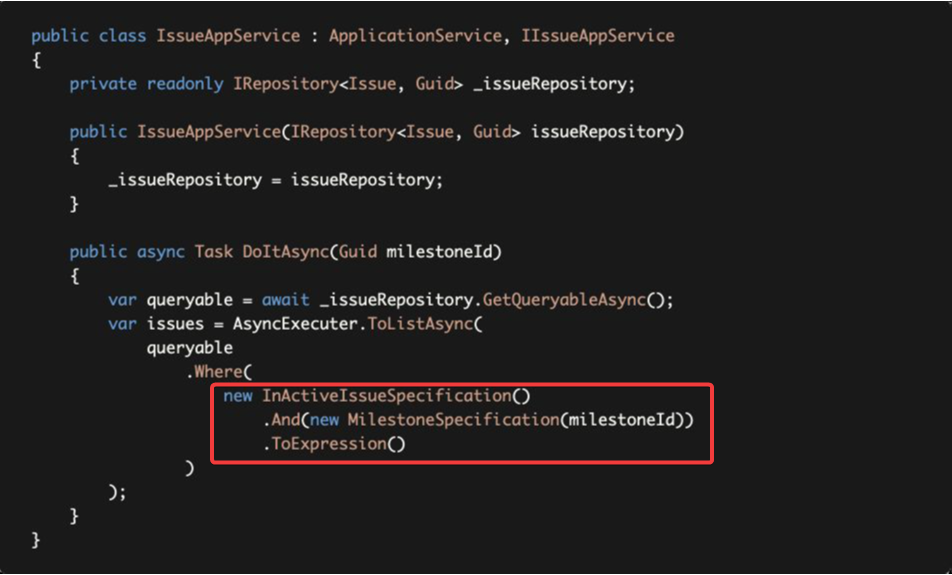 public class IssueAppService : ApplicationService, IIssueAppService
{
    private readonly IRepository<Issue, Guid> _issueRepository;

    public IssueAppService(IRepository<Issue, Guid> issueRepository)
    {
        _issueRepository = issueRepository;
    }

    public async Task DoItAsync(Guid milestoneId)
    {
        var queryable = await _issueRepository.GetQueryableAsync();
        var issues = AsyncExecuter.ToListAsync(
            queryable
                .Where(
                    new InActiveIssueSpecification()
                        .And(new MilestoneSpecification(milestoneId))
                        .ToExpression()
                )
        );
    }
}